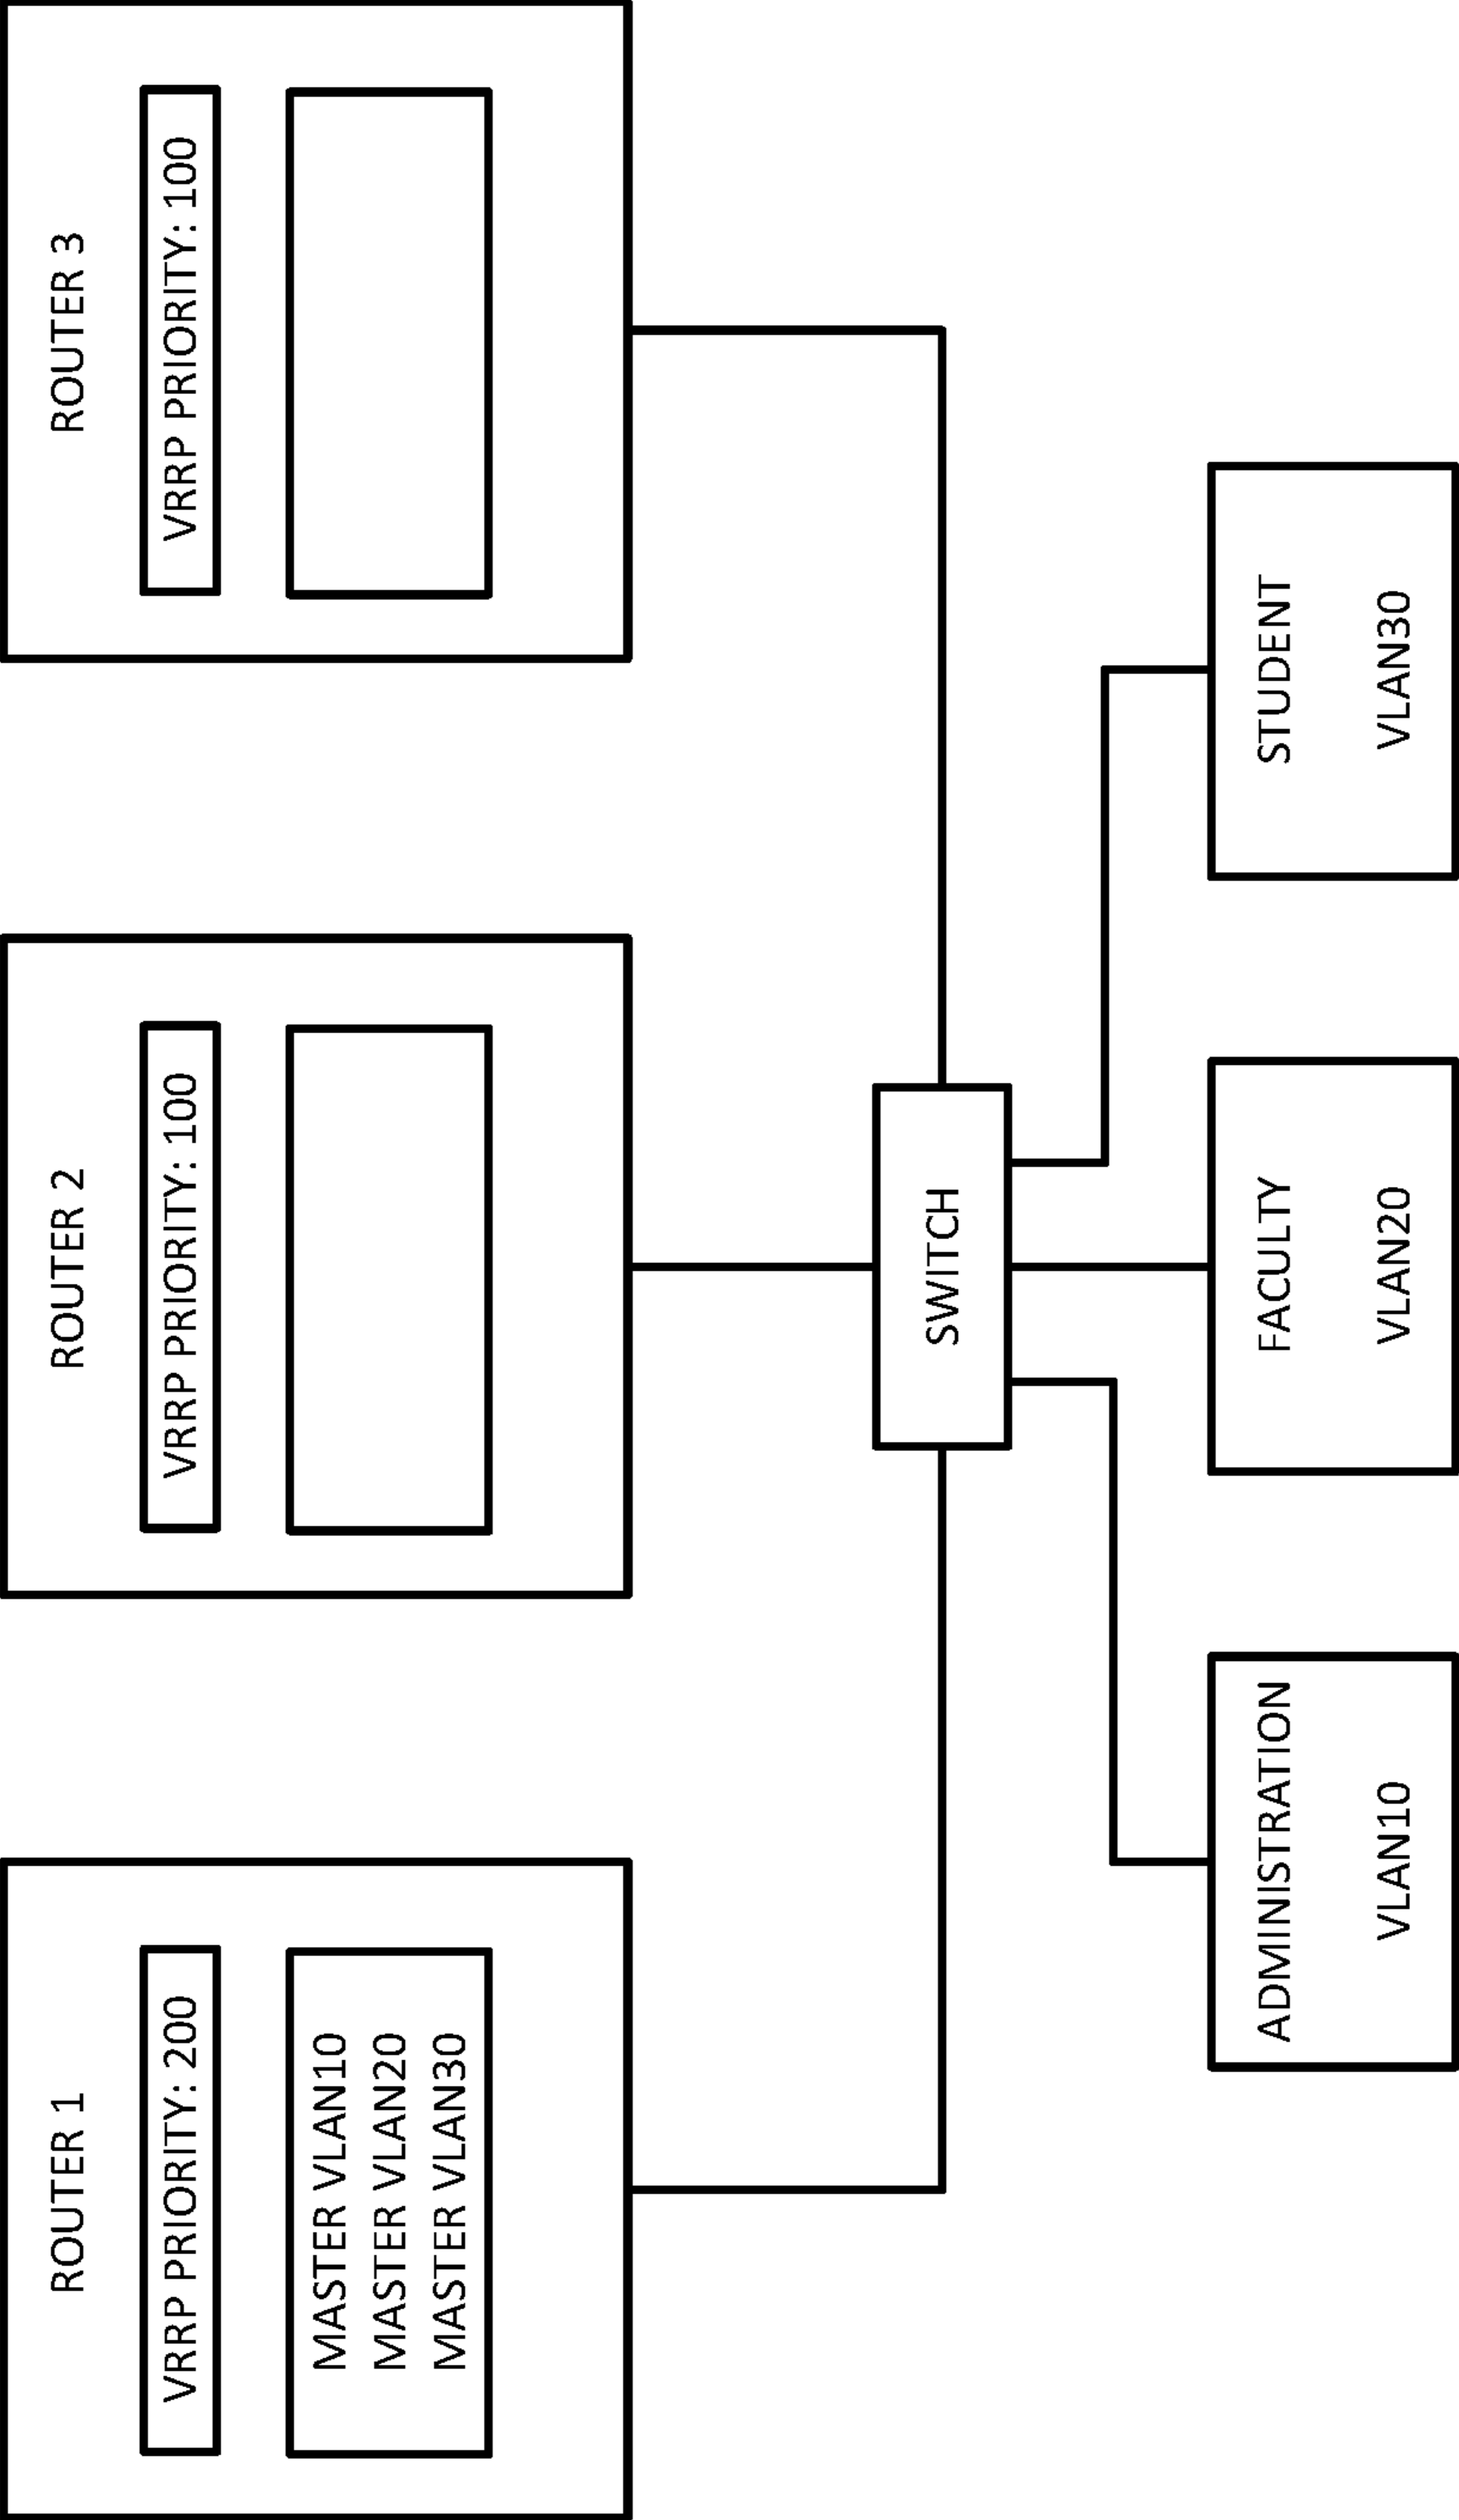 ROUTER 1
VRRP PRIORITY: 200
MASTER VLAN10
MASTER VLAN20
MASTER VLAN30
ROUTER 2
VRRP PRIORITY: 100
ROUTER 3
VRRP PRIORITY: 100
SWITCH
ADMINISTRATION
VLAN10
FACULTY
VLAN20
STUDENT
VLAN30